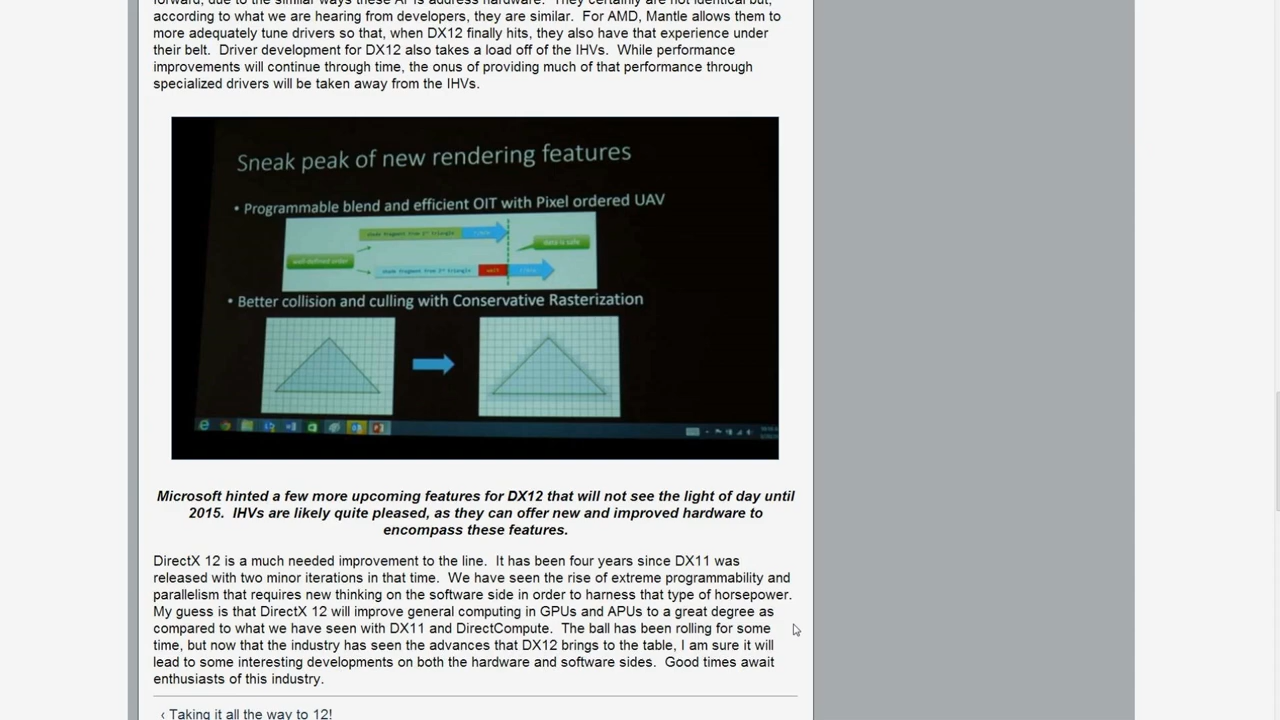 forward, due to the similar ways these API's address hardware.  They certainly are not identical but,
according to what we are hearing from developers, they are similar.  For AMD, Mantle allows them to
more adequately tune drivers so that, when DX12 finally hits, they also have that experience under
their belt.  Driver development for DX12 also takes a load off of the IHVs.  While performance
improvements will continue through time, the onus of providing much of that performance through
specialized drivers will be taken away from the IHVs.
Sneak peak of new rendering features
• Programmable blend and efficient OIT with Pixel ordered UAV
shade fragment from 1st triangle
data is safe
well-defined order
shade fragment from 2nd triangle wait
• Better collision and culling with Conservative Rasterization
Microsoft hinted a few more upcoming features for DX12 that will not see the light of day until
2015.  IHVs are likely quite pleased, as they can offer new and improved hardware to
encompass these features.
DirectX 12 is a much needed improvement to the line.  It has been four years since DX11 was
released with two minor iterations in that time.  We have seen the rise of extreme programmability and
parallelism that requires new thinking on the software side in order to harness that type of horsepower.
My guess is that DirectX 12 will improve general computing in GPUs and APUs to a great degree as
compared to what we have seen with DX11 and DirectCompute.  The ball has been rolling for some
time, but now that the industry has seen the advances that DX12 brings to the table, I am sure it will
lead to some interesting developments on both the hardware and software sides.  Good times await
enthusiasts of this industry.
‹ Taking it all the way to 12!